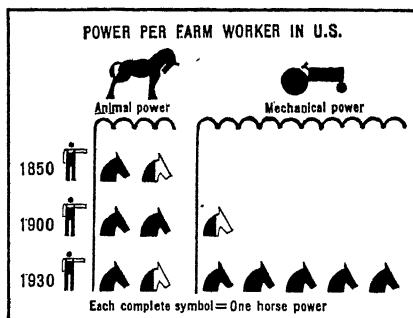 POWER PER FARM WORKER IN U.S.
Animal power Mechanical power
1850
1900
1930
Each complete symbol = One horse power